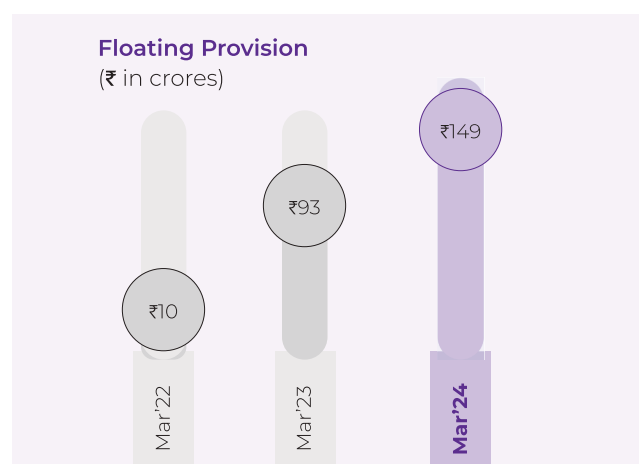 Floating Provision
(₹ in crores)
₹10
₹93
₹149
Mar'22
Mar'23
Mar'24